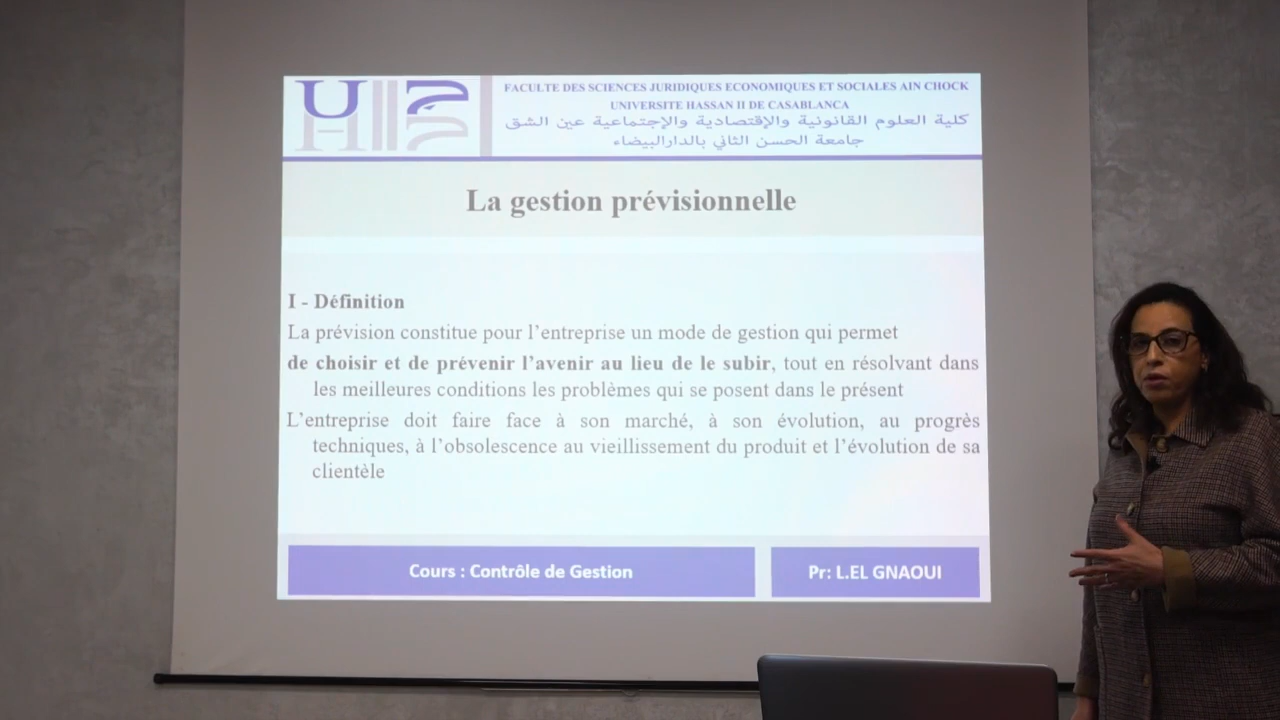 FACULTE DES SCIENCES JURIDIQUES ECONOMIQUES ET SOCIALES AIN CHOCK
UNIVERSITE HASSAN II DE CASABLANCA
كلية العلوم القانونية والإقتصادية والإجتماعية عين الشق
جامعة الحسن الثاني بالدارالبيضاء
La gestion prévisionnelle
I - Définition
La prévision constitue pour l’entreprise un mode de gestion qui permet
de choisir et de prévenir l’avenir au lieu de le subir, tout en résolvant dans
les meilleures conditions les problèmes qui se posent dans le présent
L’entreprise doit faire face à son marché, à son évolution, au progrès
techniques, à l’obsolescence au vieillissement du produit et l’évolution de sa
clientèle
Cours : Contrôle de Gestion
Pr: L.EL GNAOUI